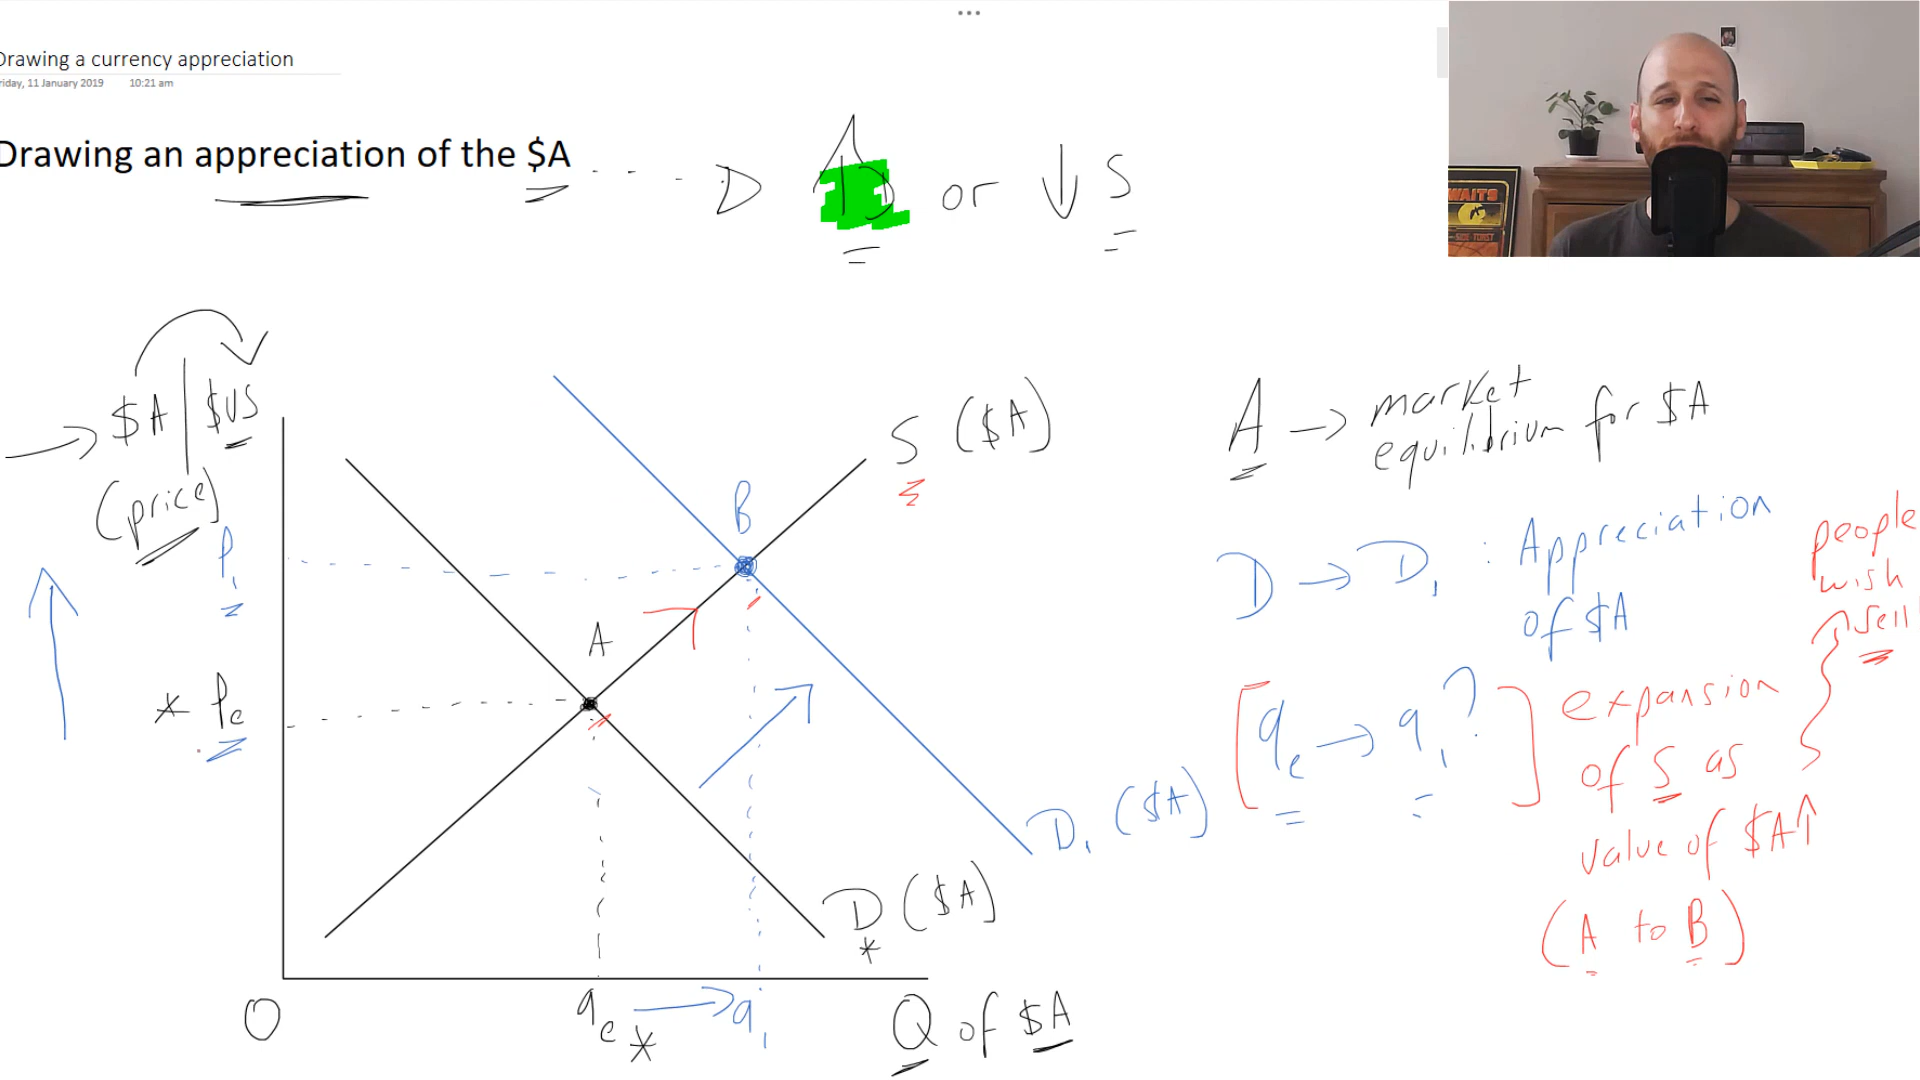 Drawing a currency appreciation
riday, 11 January 2019 10:21 am
Drawing an appreciation of the $A
D ↑D or ↓ S
→ $A | $US
(price)
P₁
* Pe
B
A
S ($A)
D₁ ($A)
D ($A)
*
O
qe * → q₁
Q of $A
A → market
equilibrium for $A
D → D₁ : Appreciation
of $A
[qe → q₁?]
expansion
of S as
value of $A↑
(A to B)
people
wish
sell
WAITS